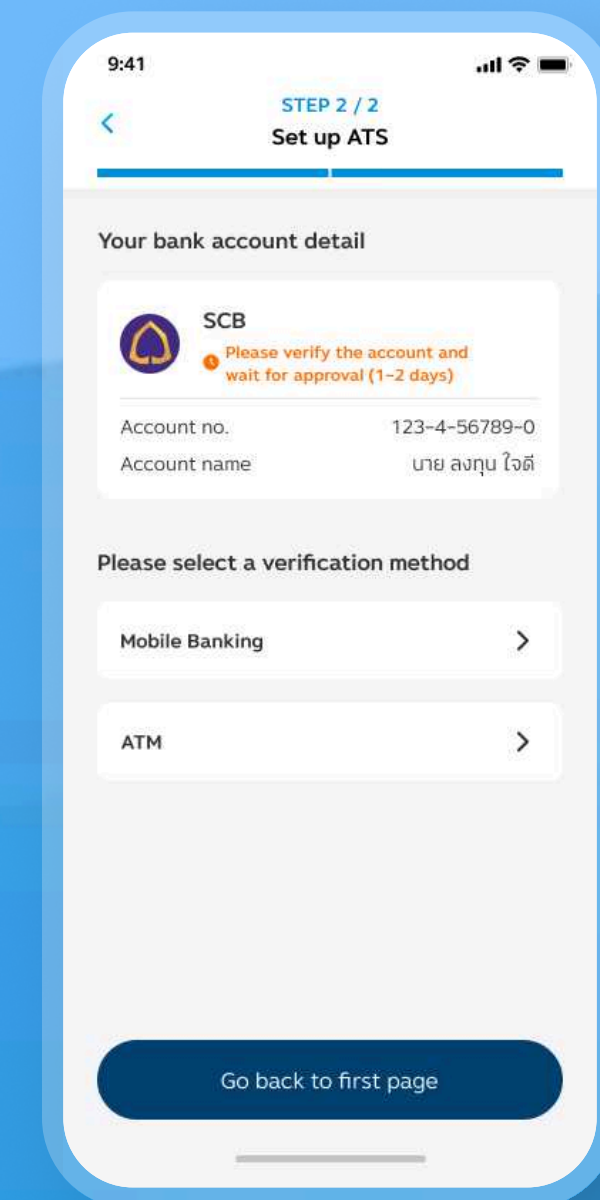 9:41
STEP 2 / 2
Set up ATS
Your bank account detail
SCB
Please verify the account and
wait for approval (1-2 days)
Account no. 123-4-56789-0
Account name นาย ลงทุน ใจดี
Please select a verification method
Mobile Banking
ATM
Go back to first page